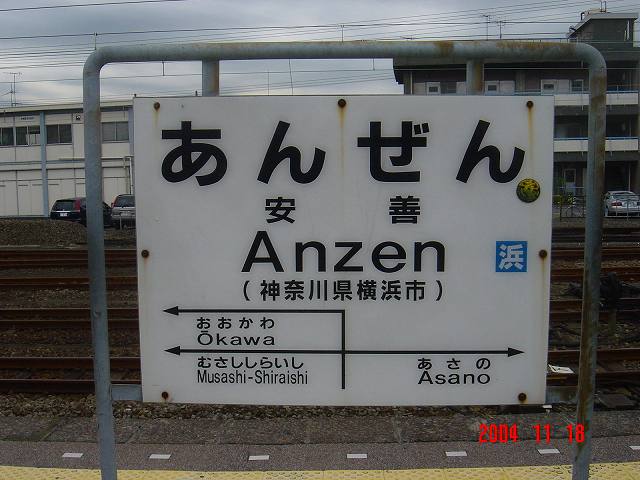 あんぜん
安善
Anzen
浜
(神奈川県横浜市)
おおかわ
Ōkawa
むさししらいし
Musashi-Shiraishi
あさの
Asano
2004 11 18